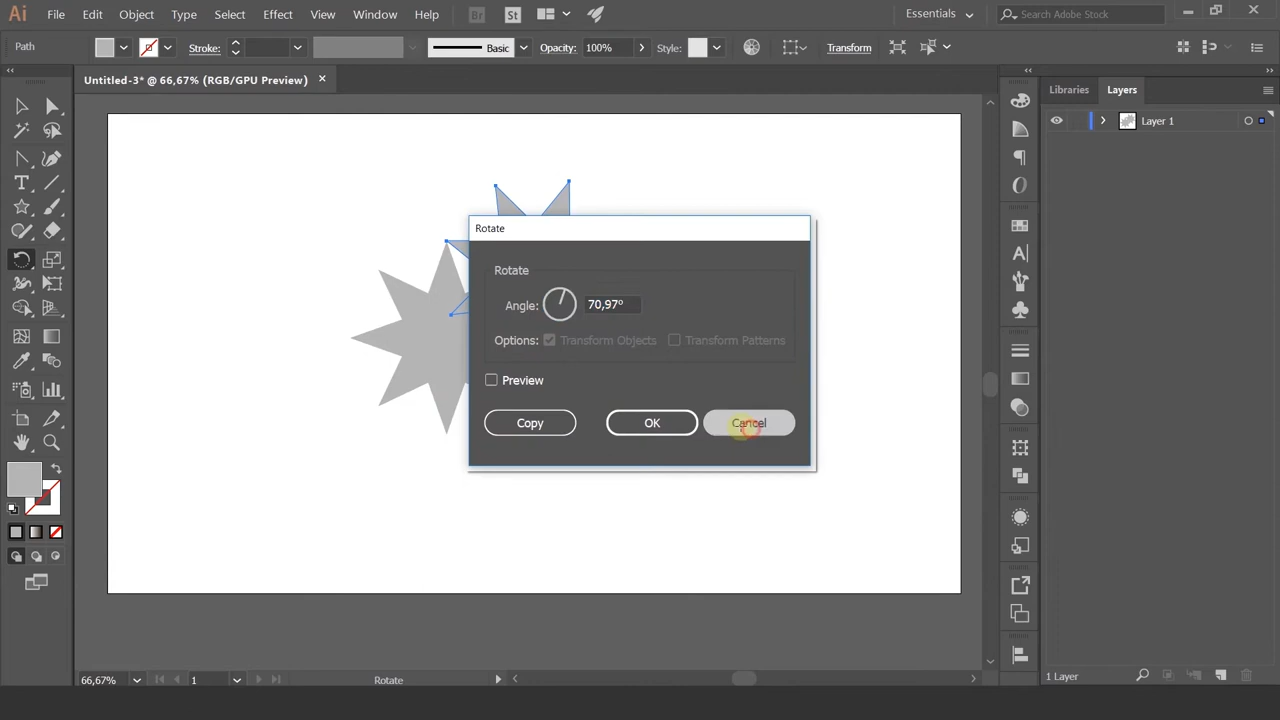 Ai File Edit Object Type Select Effect View Window Help Br St Essentials Search Adobe Stock
Path Stroke: Basic Opacity: 100% Style: Transform
Untitled-3* @ 66,67% (RGB/GPU Preview)
Libraries Layers
Layer 1
Rotate
Rotate
Angle: 70,97°
Options: Transform Objects Transform Patterns
Preview
Copy OK Cancel
66,67% 1 Rotate
1 Layer